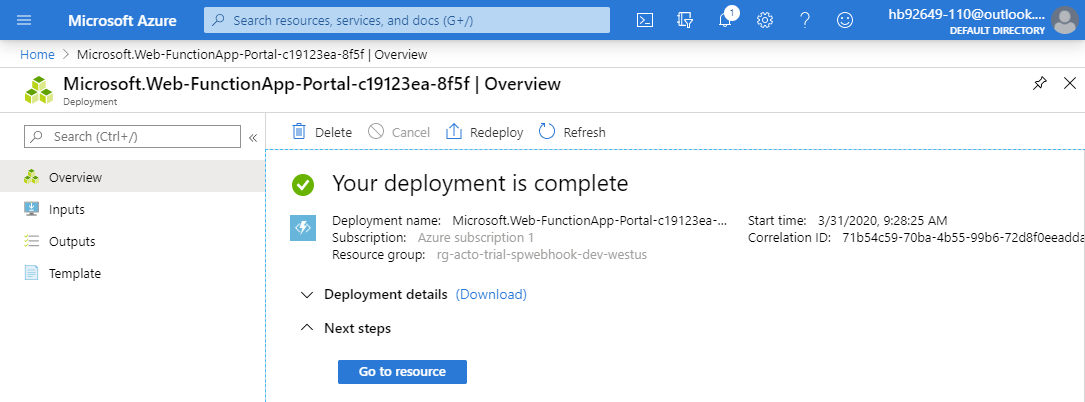 Microsoft Azure
Search resources, services, and docs (G+/)
1
hb92649-110@outlook....
DEFAULT DIRECTORY
Home > Microsoft.Web-FunctionApp-Portal-c19123ea-8f5f | Overview
Microsoft.Web-FunctionApp-Portal-c19123ea-8f5f | Overview
Deployment
Search (Ctrl+/)
«
Overview
Inputs
Outputs
Template
Delete
Cancel
Redeploy
Refresh
Your deployment is complete
Deployment name: Microsoft.Web-FunctionApp-Portal-c19123ea-...
Subscription: Azure subscription 1
Resource group: rg-acto-trial-spwebhook-dev-westus
Start time: 3/31/2020, 9:28:25 AM
Correlation ID: 71b54c59-70ba-4b55-99b6-72d8f0eeadda
Deployment details (Download)
Next steps
Go to resource